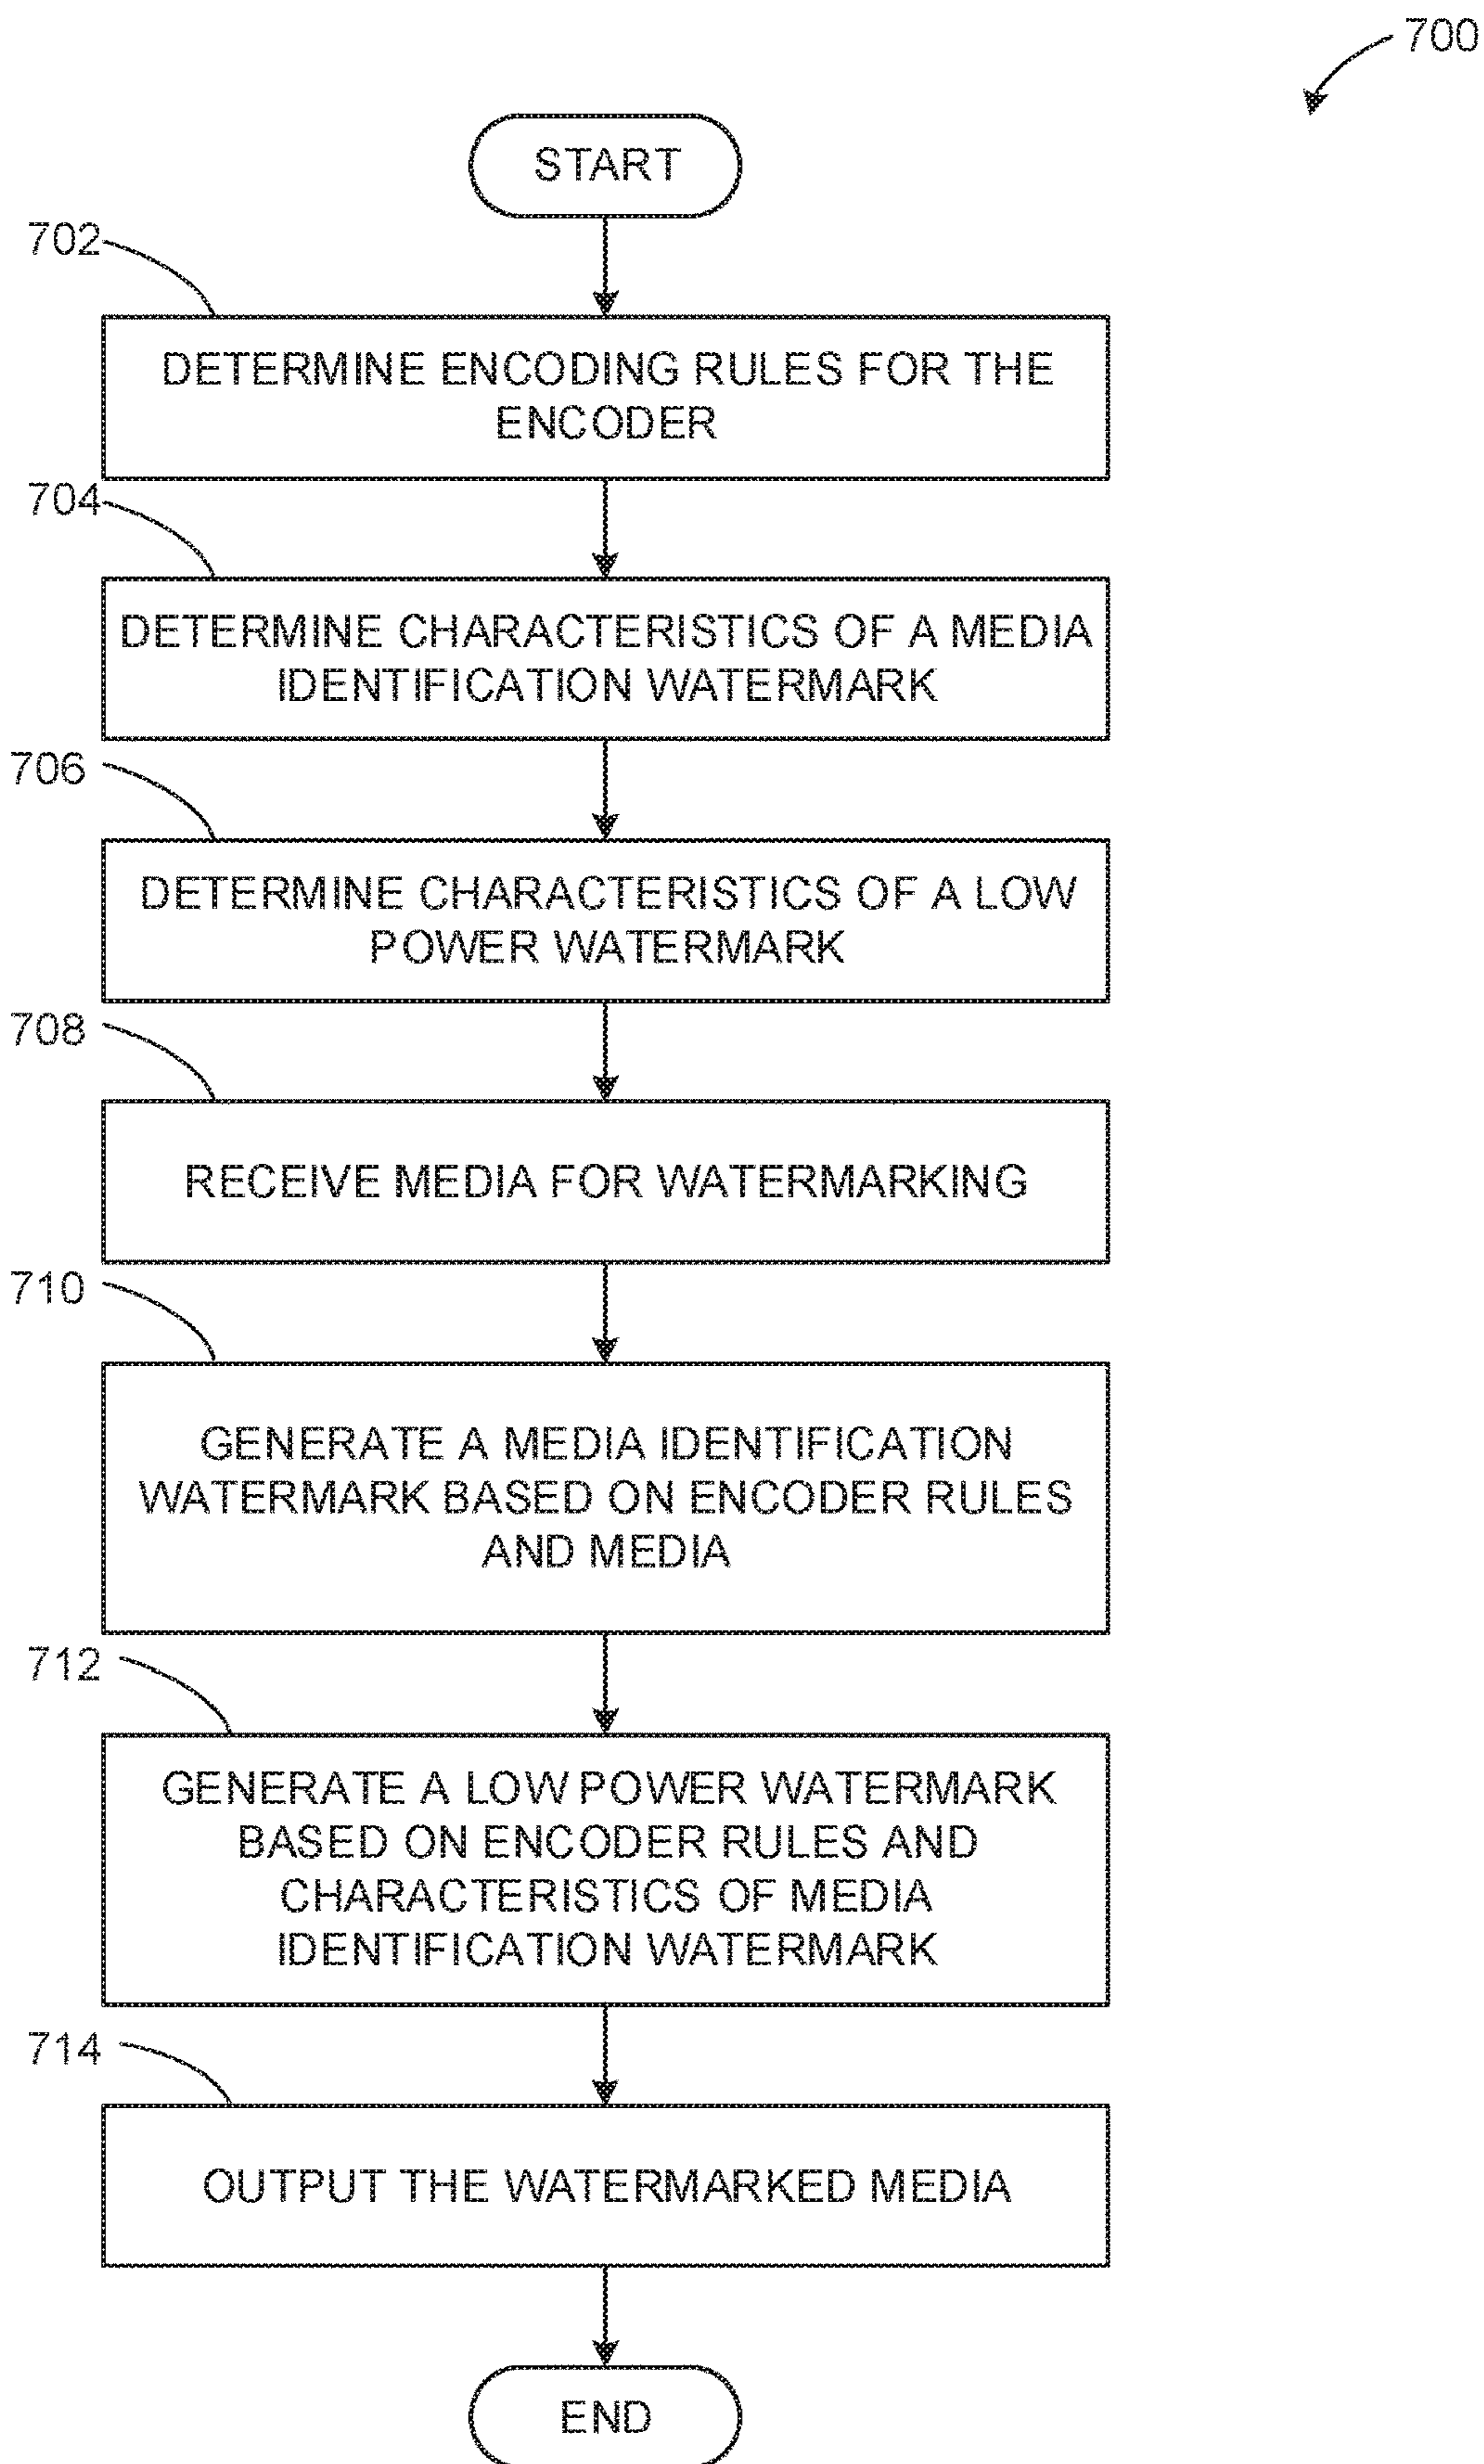 700
START
702
DETERMINE ENCODING RULES FOR THE
ENCODER
704
DETERMINE CHARACTERISTICS OF A MEDIA
IDENTIFICATION WATERMARK
706
DETERMINE CHARACTERISTICS OF A LOW
POWER WATERMARK
708
RECEIVE MEDIA FOR WATERMARKING
710
GENERATE A MEDIA IDENTIFICATION
WATERMARK BASED ON ENCODER RULES
AND MEDIA
712
GENERATE A LOW POWER WATERMARK
BASED ON ENCODER RULES AND
CHARACTERISTICS OF MEDIA
IDENTIFICATION WATERMARK
714
OUTPUT THE WATERMARKED MEDIA
END